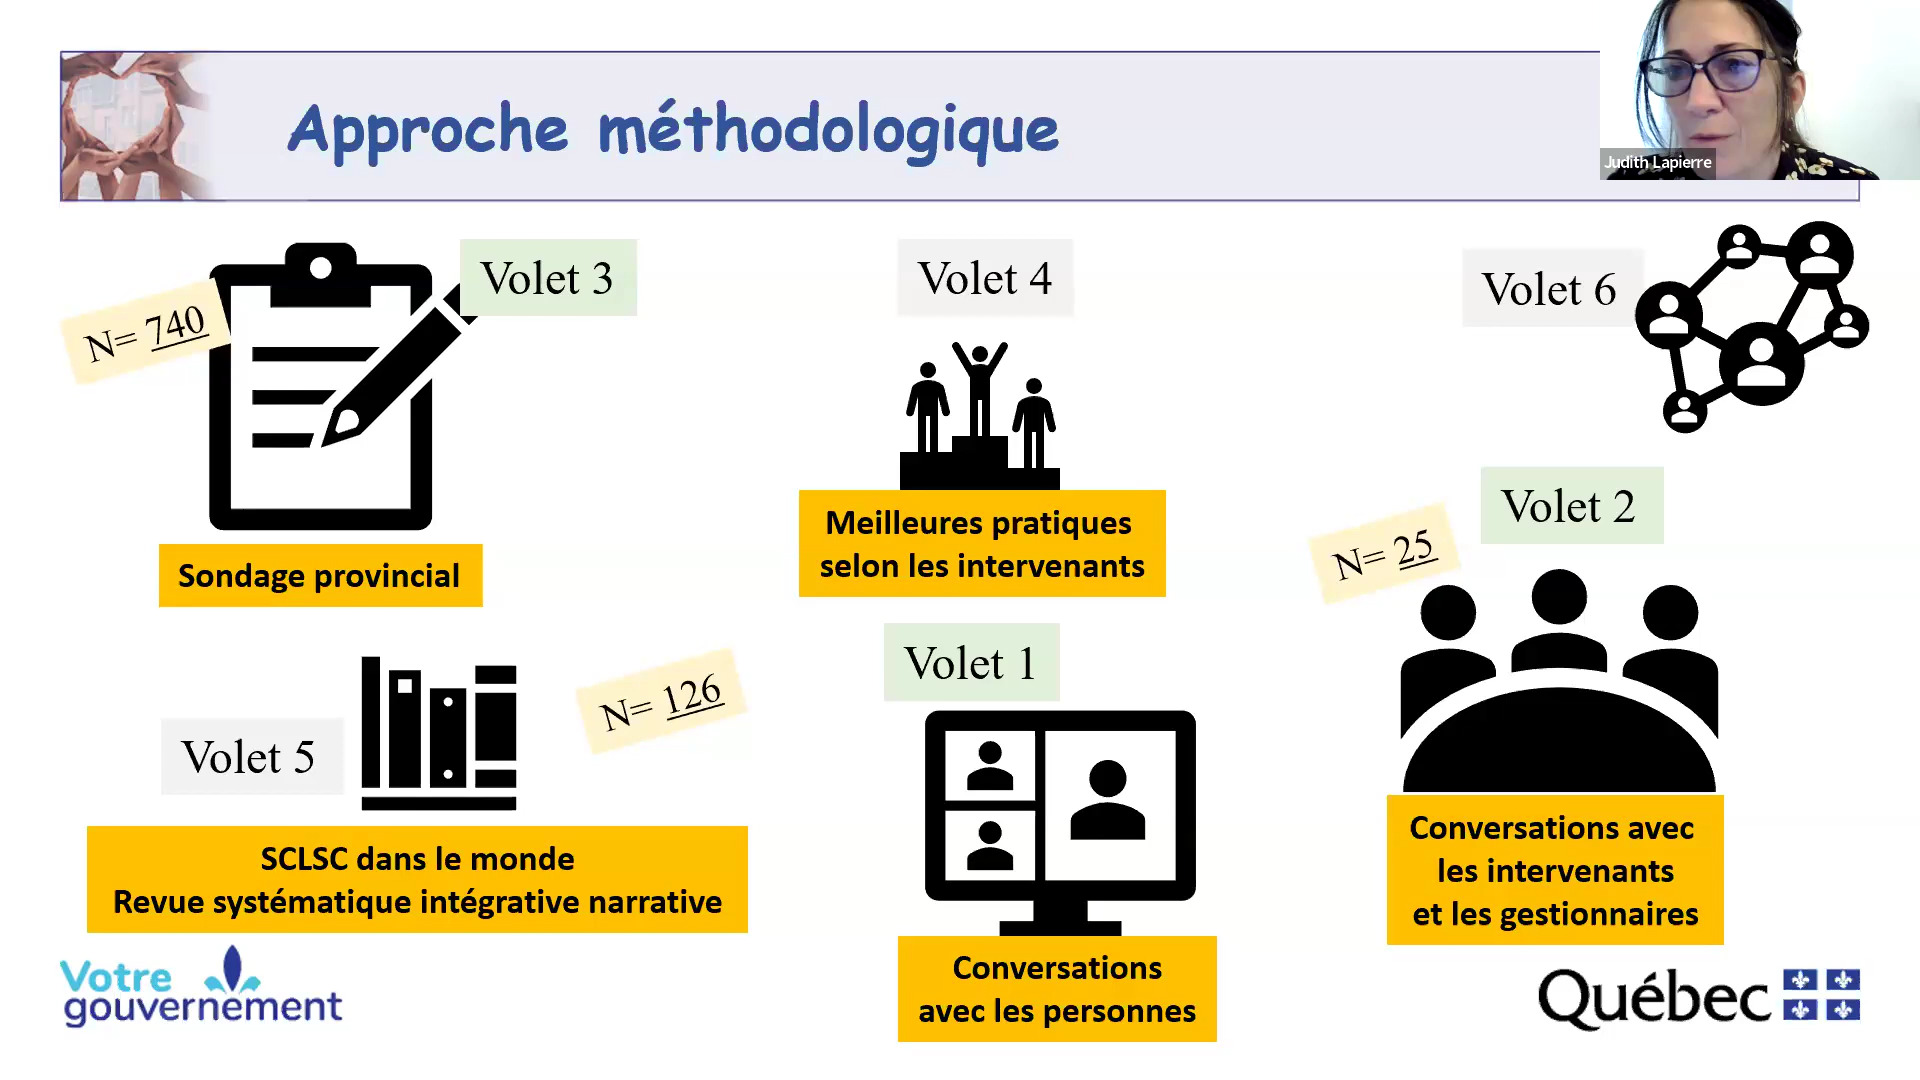 Approche méthodologique
Judith Lapierre
Volet 3
N= 740
Sondage provincial
Volet 4
Meilleures pratiques
selon les intervenants
Volet 6
Volet 2
N= 25
Conversations avec
les intervenants
et les gestionnaires
Volet 5
N= 126
SCLSC dans le monde
Revue systématique intégrative narrative
Volet 1
Conversations
avec les personnes
Votre
gouvernement
Québec